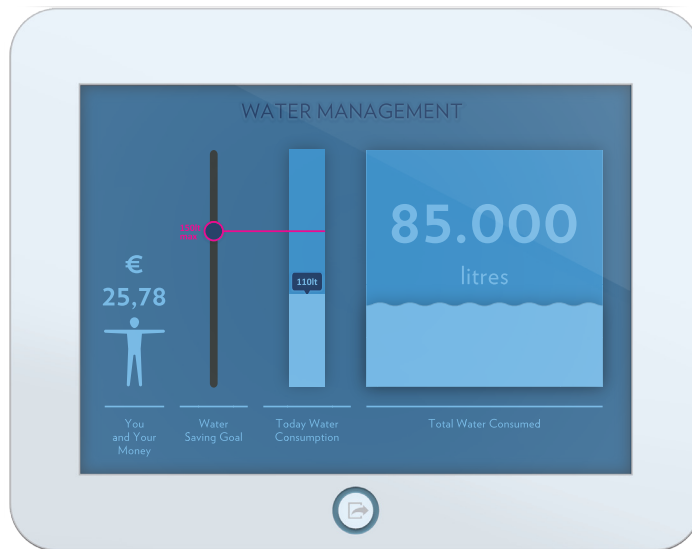 WATER MANAGEMENT
85.000
litres
€
25,78
110lt
You
and Your
Money
Water
Saving Goal
Today Water
Consumption
Total Water Consumed